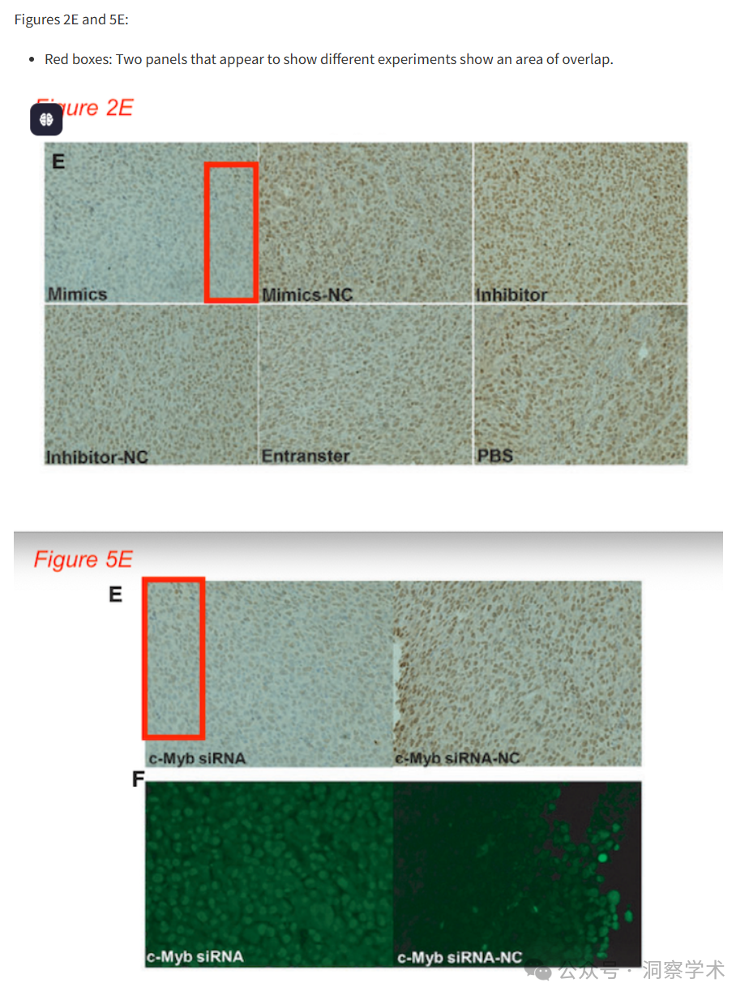 Figures 2E and 5E:
• Red boxes: Two panels that appear to show different experiments show an area of overlap.
Figure 2E
E
Mimics
Mimics-NC
Inhibitor
Inhibitor-NC
Entranster
PBS
Figure 5E
E
c-Myb siRNA
c-Myb siRNA-NC
F
c-Myb siRNA
c-Myb siRNA-NC
公众号 · 洞察学术